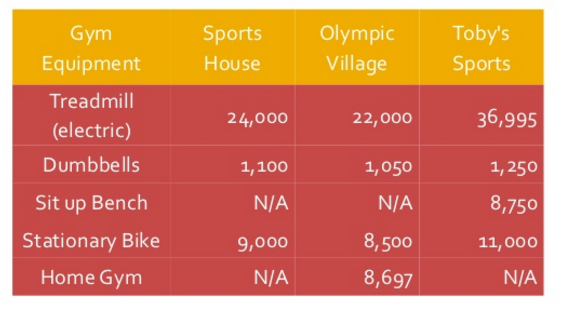 Gym Equipment Sports House Olympic Village Toby's Sports
Treadmill (electric) 24,000 22,000 36,995
Dumbbells 1,100 1,050 1,250
Sit up Bench N/A N/A 8,750
Stationary Bike 9,000 8,500 11,000
Home Gym N/A 8,697 N/A